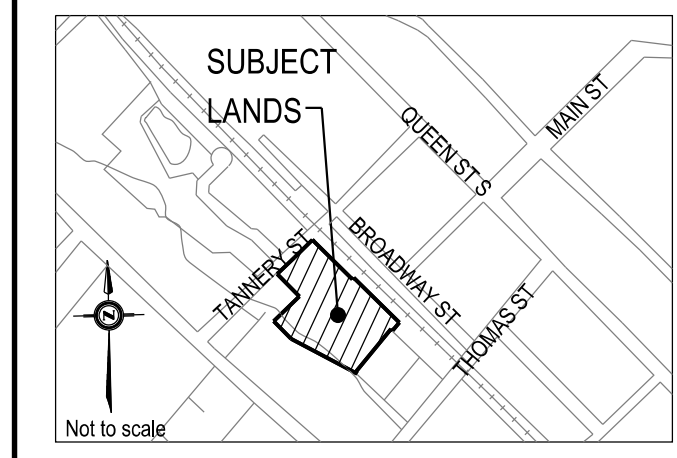 SUBJECT
LANDS
QUEEN ST S
MAIN ST
TANNERY ST
BROADWAY ST
THOMAS ST
N
Not to scale